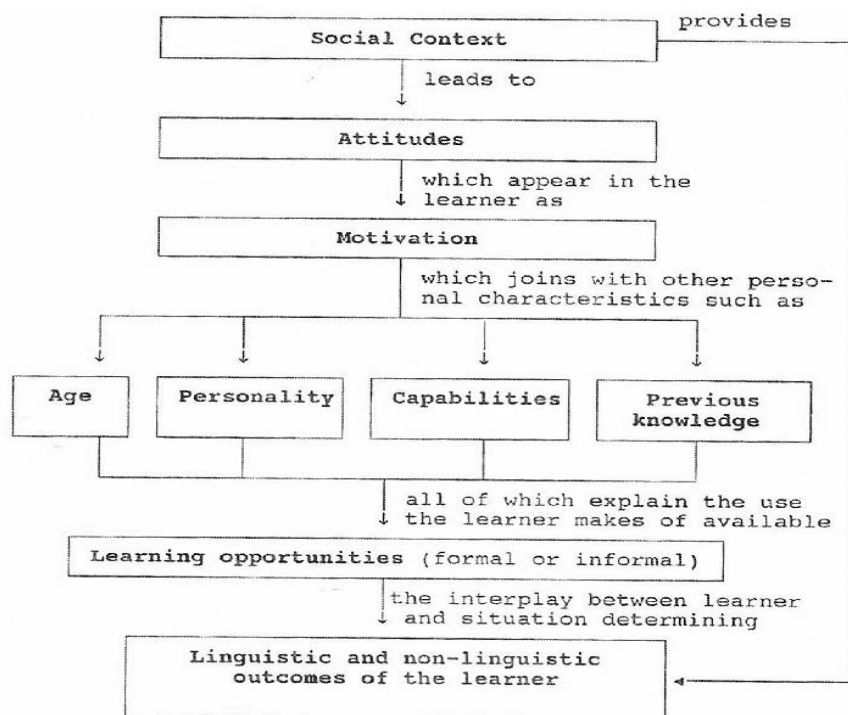 provides
Social Context
leads to
Attitudes
which appear in the
learner as
Motivation
which joins with other perso-
nal characteristics such as
Age
Personality
Capabilities
Previous
knowledge
all of which explain the use
the learner makes of available
Learning opportunities (formal or informal)
the interplay between learner
and situation determining
Linguistic and non-linguistic
outcomes of the learner